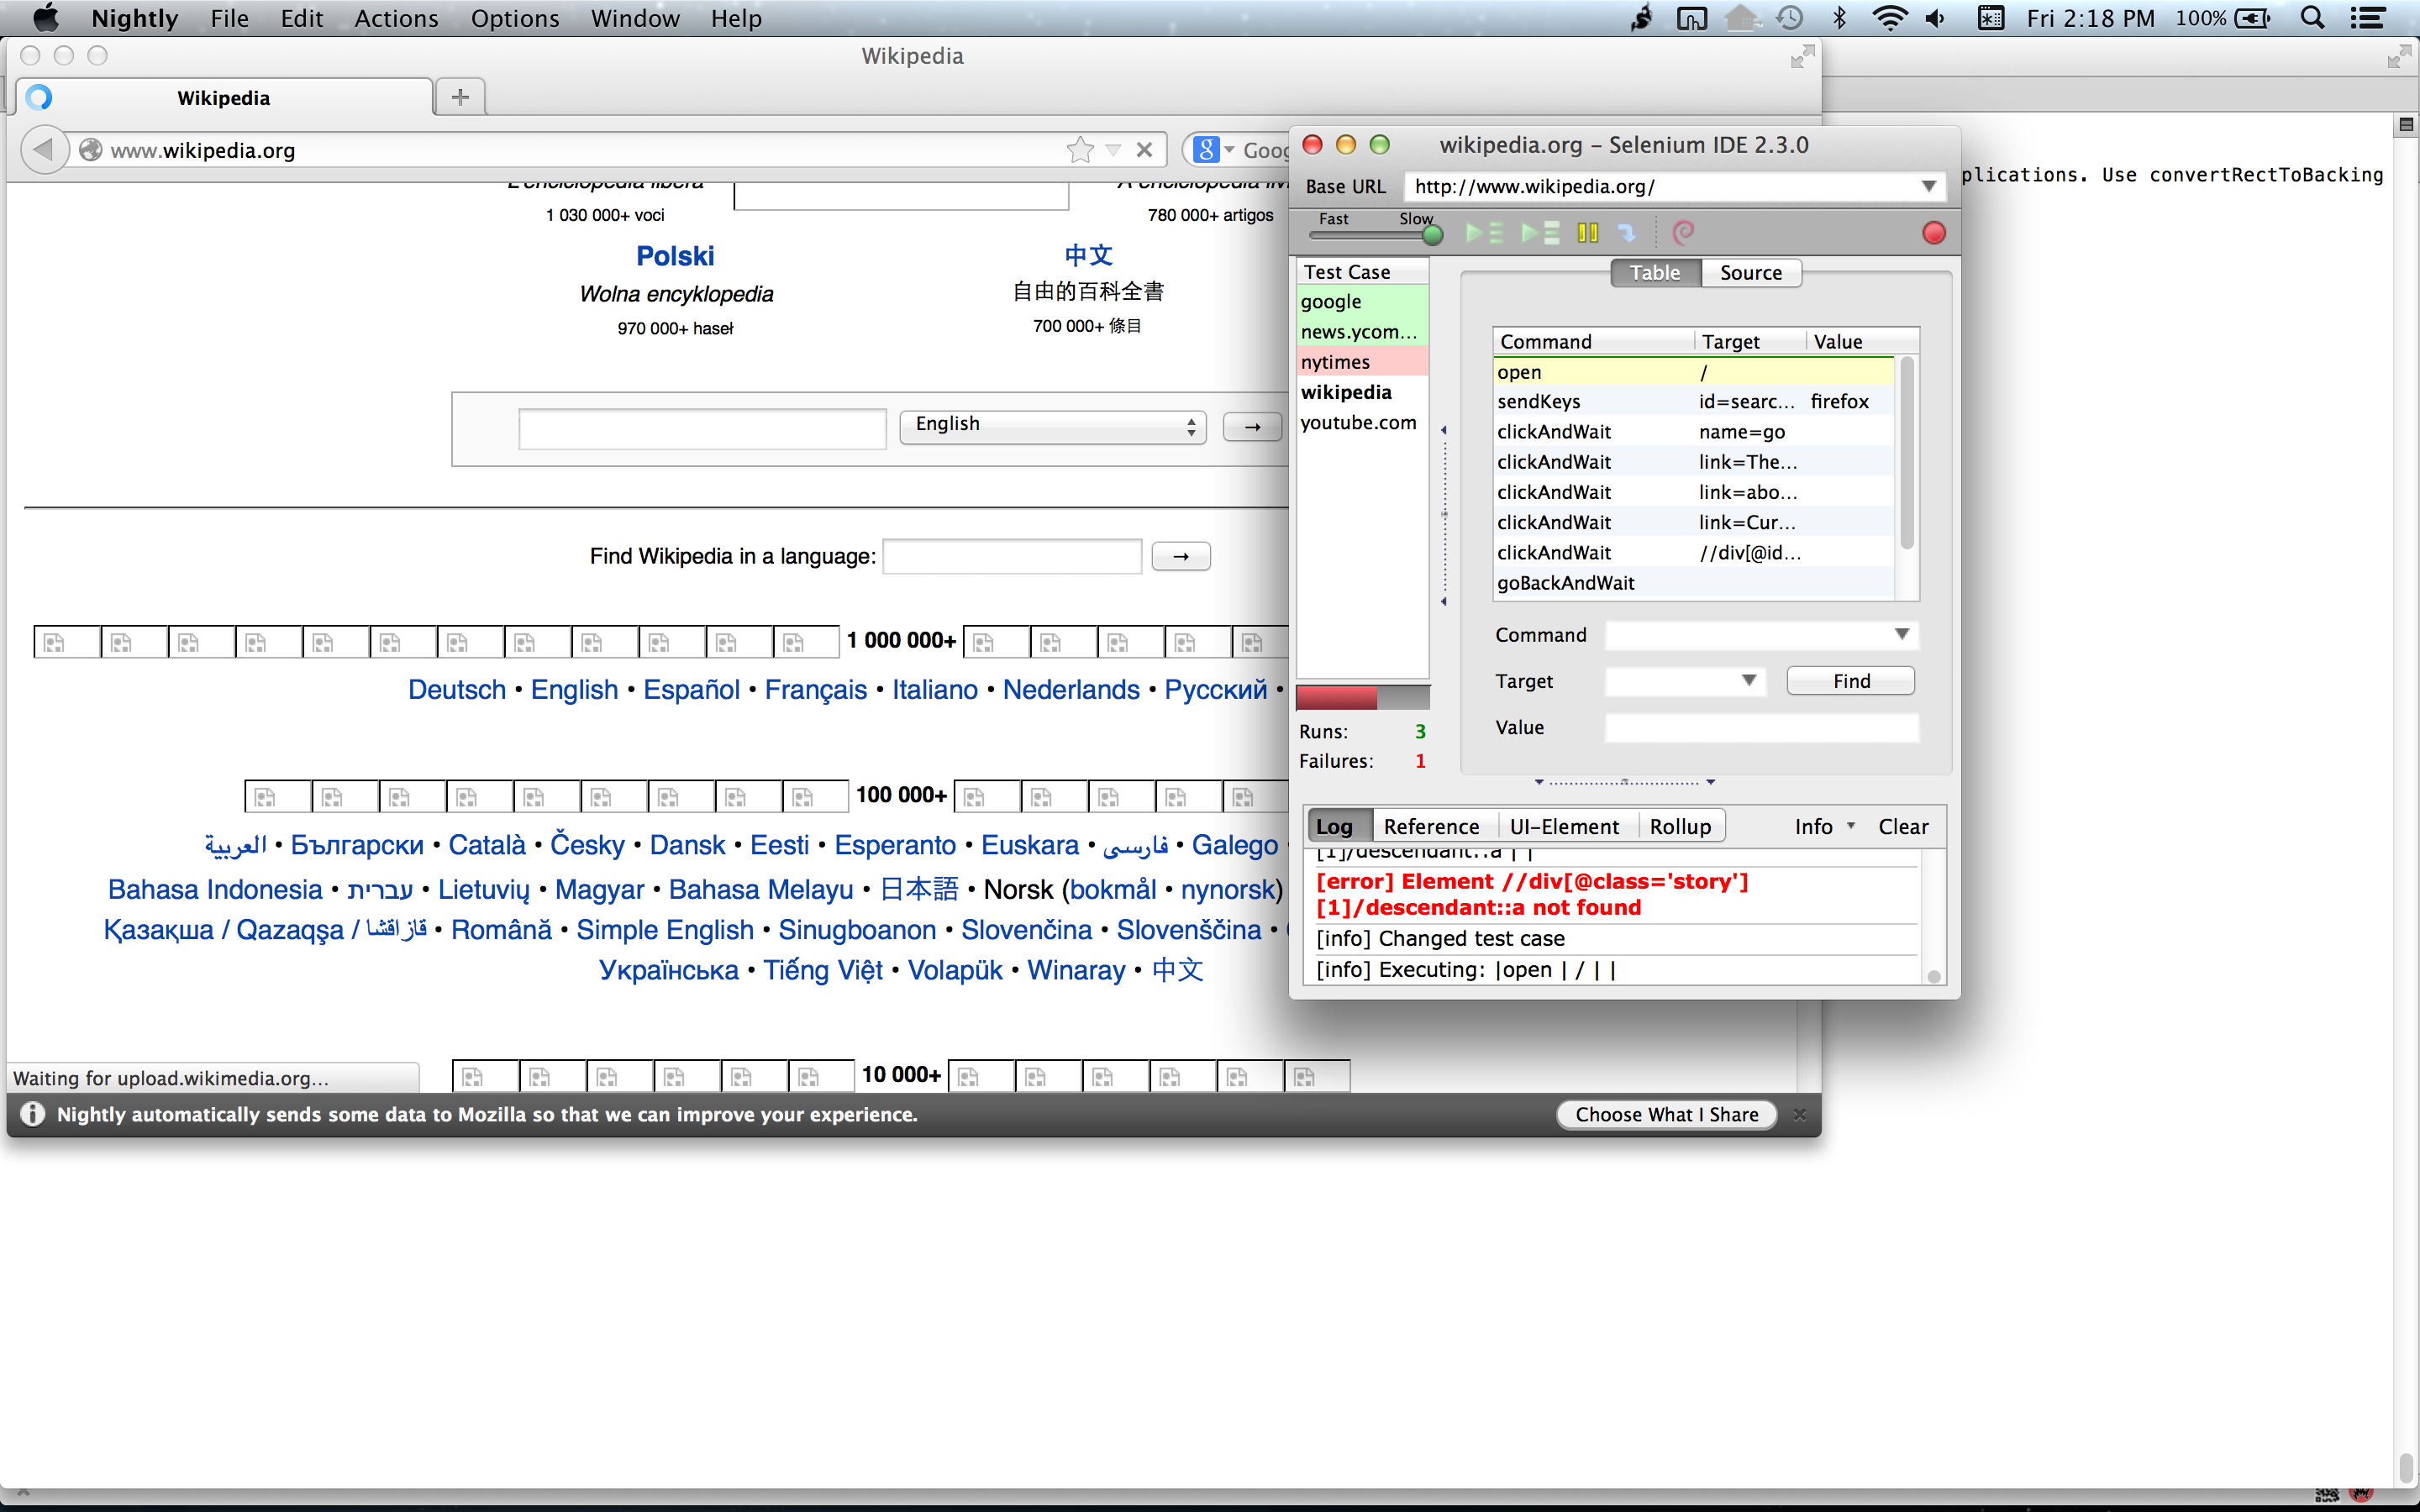 Nightly File Edit Actions Options Window Help
Fri 2:18 PM 100%
Wikipedia
Wikipedia
www.wikipedia.org
L'enciclopedia libera
1 030 000+ voci
780 000+ artigos
Polski
Wolna encyklopedia
970 000+ haseł
中文
自由的百科全書
700 000+ 條目
English
→
Find Wikipedia in a language:
→
1 000 000+
Deutsch • English • Español • Français • Italiano • Nederlands • Русский •
100 000+
العربية • Български • Català • Česky • Dansk • Eesti • Esperanto • Euskara • فارسی • Galego
Bahasa Indonesia • עברית • Lietuvių • Magyar • Bahasa Melayu • 日本語 • Norsk (bokmål • nynorsk)
Қазақша / Qazaqşa / قازاقشا • Română • Simple English • Sinugboanon • Slovenčina • Slovenščina •
Українська • Tiếng Việt • Volapük • Winaray • 中文
10 000+
Waiting for upload.wikimedia.org...
Nightly automatically sends some data to Mozilla so that we can improve your experience.
Choose What I Share
wikipedia.org – Selenium IDE 2.3.0
Base URL http://www.wikipedia.org/
Fast Slow
Test Case
google
news.ycom...
nytimes
wikipedia
youtube.com
Runs: 3
Failures: 1
Table Source
Command Target Value
open /
sendKeys id=searc... firefox
clickAndWait name=go
clickAndWait link=The...
clickAndWait link=abo...
clickAndWait link=Cur...
clickAndWait //div[@id...
goBackAndWait
Command
Target Find
Value
Log Reference UI-Element Rollup Info Clear
[1]/descendant::a | |
[error] Element //div[@class='story']
[1]/descendant::a not found
[info] Changed test case
[info] Executing: |open | / | |
plications. Use convertRectToBacking